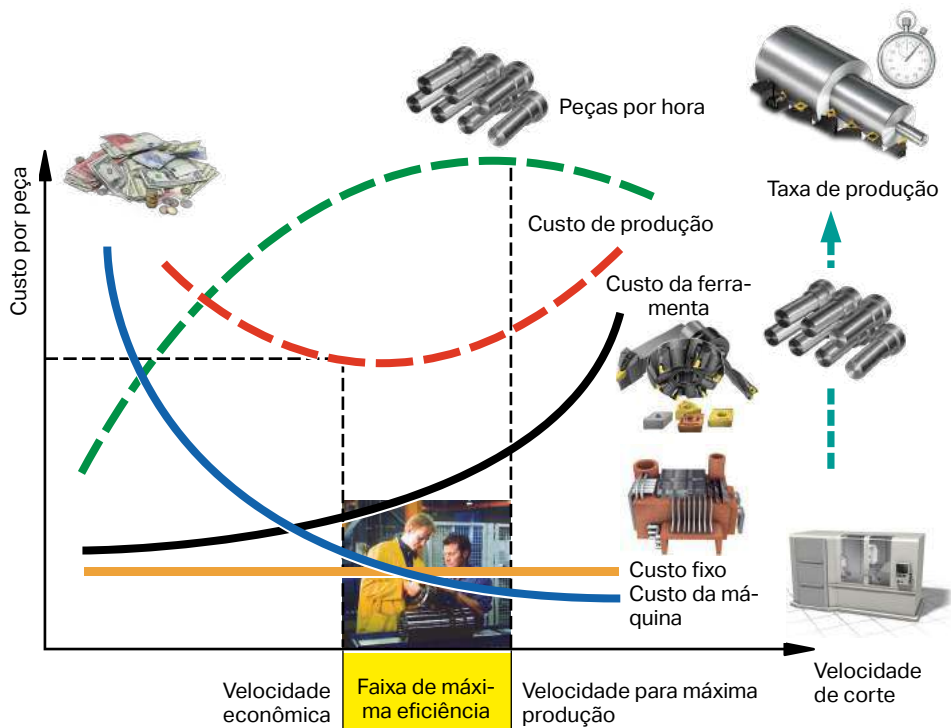 Peças por hora
Custo por peça
Taxa de produção
Custo de produção
Custo da ferra-
menta
Custo fixo
Custo da má-
quina
Velocidade
econômica
Faixa de máxi-
ma eficiência
Velocidade para máxima
produção
Velocidade
de corte